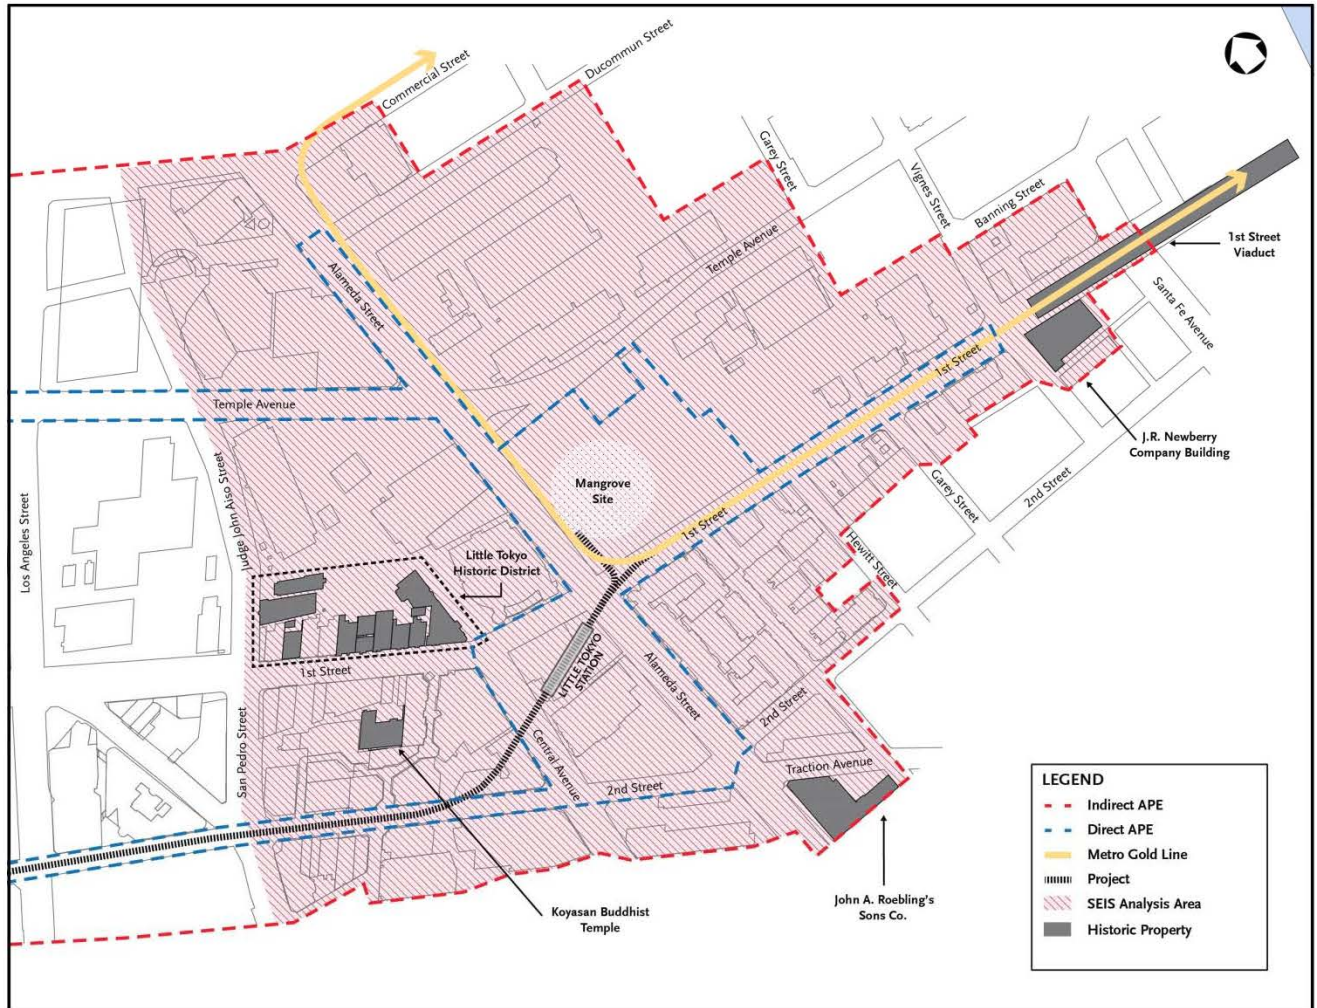 Commercial Street
Ducommun Street
Garey Street
Vignes Street
Banning Street
1st Street
Viaduct
Santa Fe Avenue
Temple Avenue
Alameda Street
1st Street
Temple Avenue
J.R. Newberry
Company Building
Mangrove
Site
Los Angeles Street
Judge John Aiso Street
Garey Street
2nd Street
1st Street
Hewitt Street
Little Tokyo
Historic District
LITTLE TOKYO
STATION
1st Street
Alameda Street
2nd Street
San Pedro Street
Central Avenue
Traction Avenue
2nd Street
Koyasan Buddhist
Temple
John A. Roebling's
Sons Co.
LEGEND
Indirect APE
Direct APE
Metro Gold Line
Project
SEIS Analysis Area
Historic Property